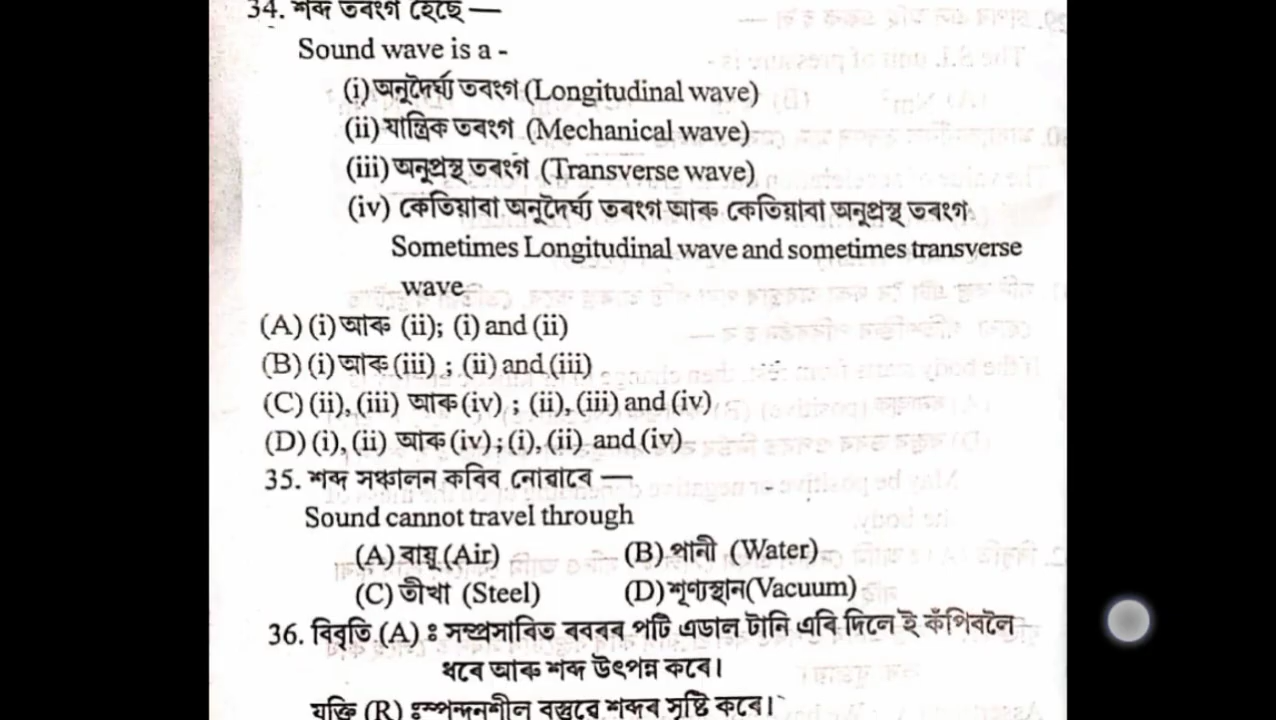 34. শব্দ তৰংগ হৈছে —
Sound wave is a -
(i) অনুদৈৰ্ঘ্য তৰংগ (Longitudinal wave)
(ii) যান্ত্ৰিক তৰংগ (Mechanical wave)
(iii) অনুপ্ৰস্থ তৰংগ (Transverse wave)
(iv) কেতিয়াবা অনুদৈৰ্ঘ্য তৰংগ আৰু কেতিয়াবা অনুপ্ৰস্থ তৰংগ
Sometimes Longitudinal wave and sometimes transverse
wave
(A) (i) আৰু (ii); (i) and (ii)
(B) (i) আৰু (iii) ; (ii) and (iii)
(C) (ii), (iii) আৰু (iv) ; (ii), (iii) and (iv)
(D) (i), (ii) আৰু (iv) ; (i), (ii) and (iv)
35. শব্দ সঞ্চালন কৰিব নোৱাৰে —
Sound cannot travel through
(A) বায়ু (Air) (B) পানী (Water)
(C) তীখা (Steel) (D) শূণ্যস্থান (Vacuum)
36. বিবৃতি (A) ঃ সম্প্ৰসাৰিত ৰবৰৰ পটি এডাল টানি এৰি দিলে ই কঁপিবলৈ
ধৰে আৰু শব্দ উৎপন্ন কৰে।
যুক্তি (R) ঃ স্পন্দনশীল বস্তুৱে শব্দৰ সৃষ্টি কৰে।